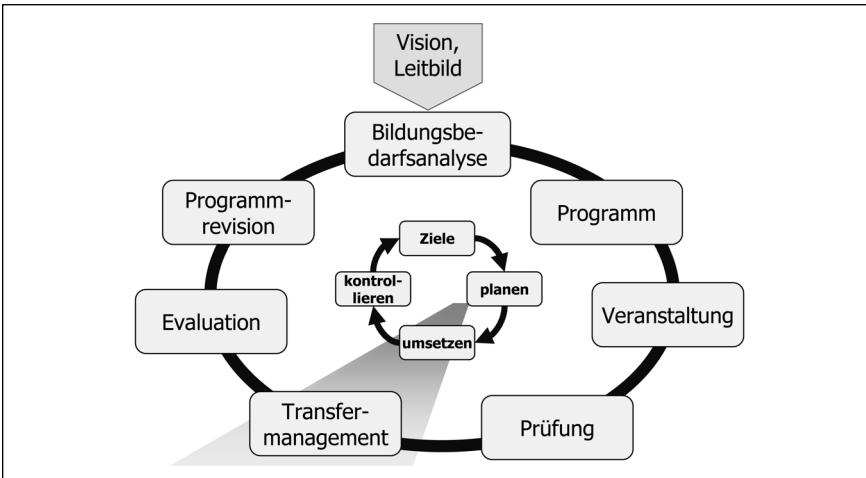 Vision,
Leitbild
Bildungsbe-
darfsanalyse
Programm-
revision
Programm
Ziele
kontrol-
lieren
planen
umsetzen
Evaluation
Veranstaltung
Transfer-
management
Prüfung